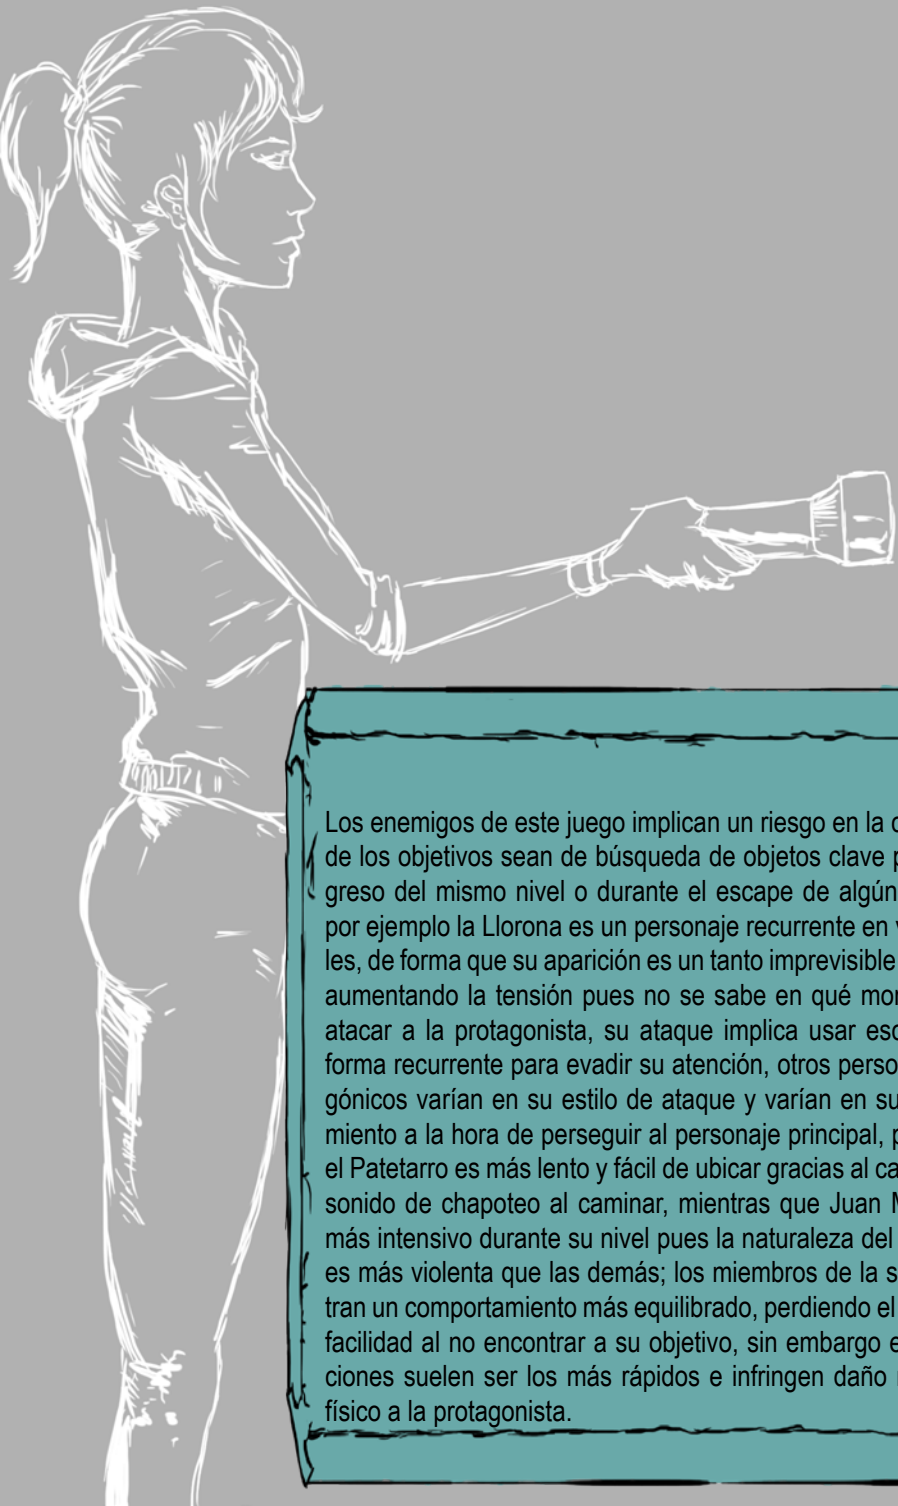 Los enemigos de este juego implican un riesgo en la
de los objetivos sean de búsqueda de objetos clave
greso del mismo nivel o durante el escape de algún
por ejemplo la Llorona es un personaje recurrente en
les, de forma que su aparición es un tanto imprevisible
aumentando la tensión pues no se sabe en qué
atacar a la protagonista, su ataque implica usar
forma recurrente para evadir su atención, otros
gónicos varían en su estilo de ataque y varían en su
miento a la hora de perseguir al personaje principal,
el Patetarro es más lento y fácil de ubicar gracias al
sonido de chapoteo al caminar, mientras que Juan
más intensivo durante su nivel pues la naturaleza del
es más violenta que las demás; los miembros de la
tran un comportamiento más equilibrado, perdiendo el
facilidad al no encontrar a su objetivo, sin embargo
ciones suelen ser los más rápidos e infringen daño
físico a la protagonista.